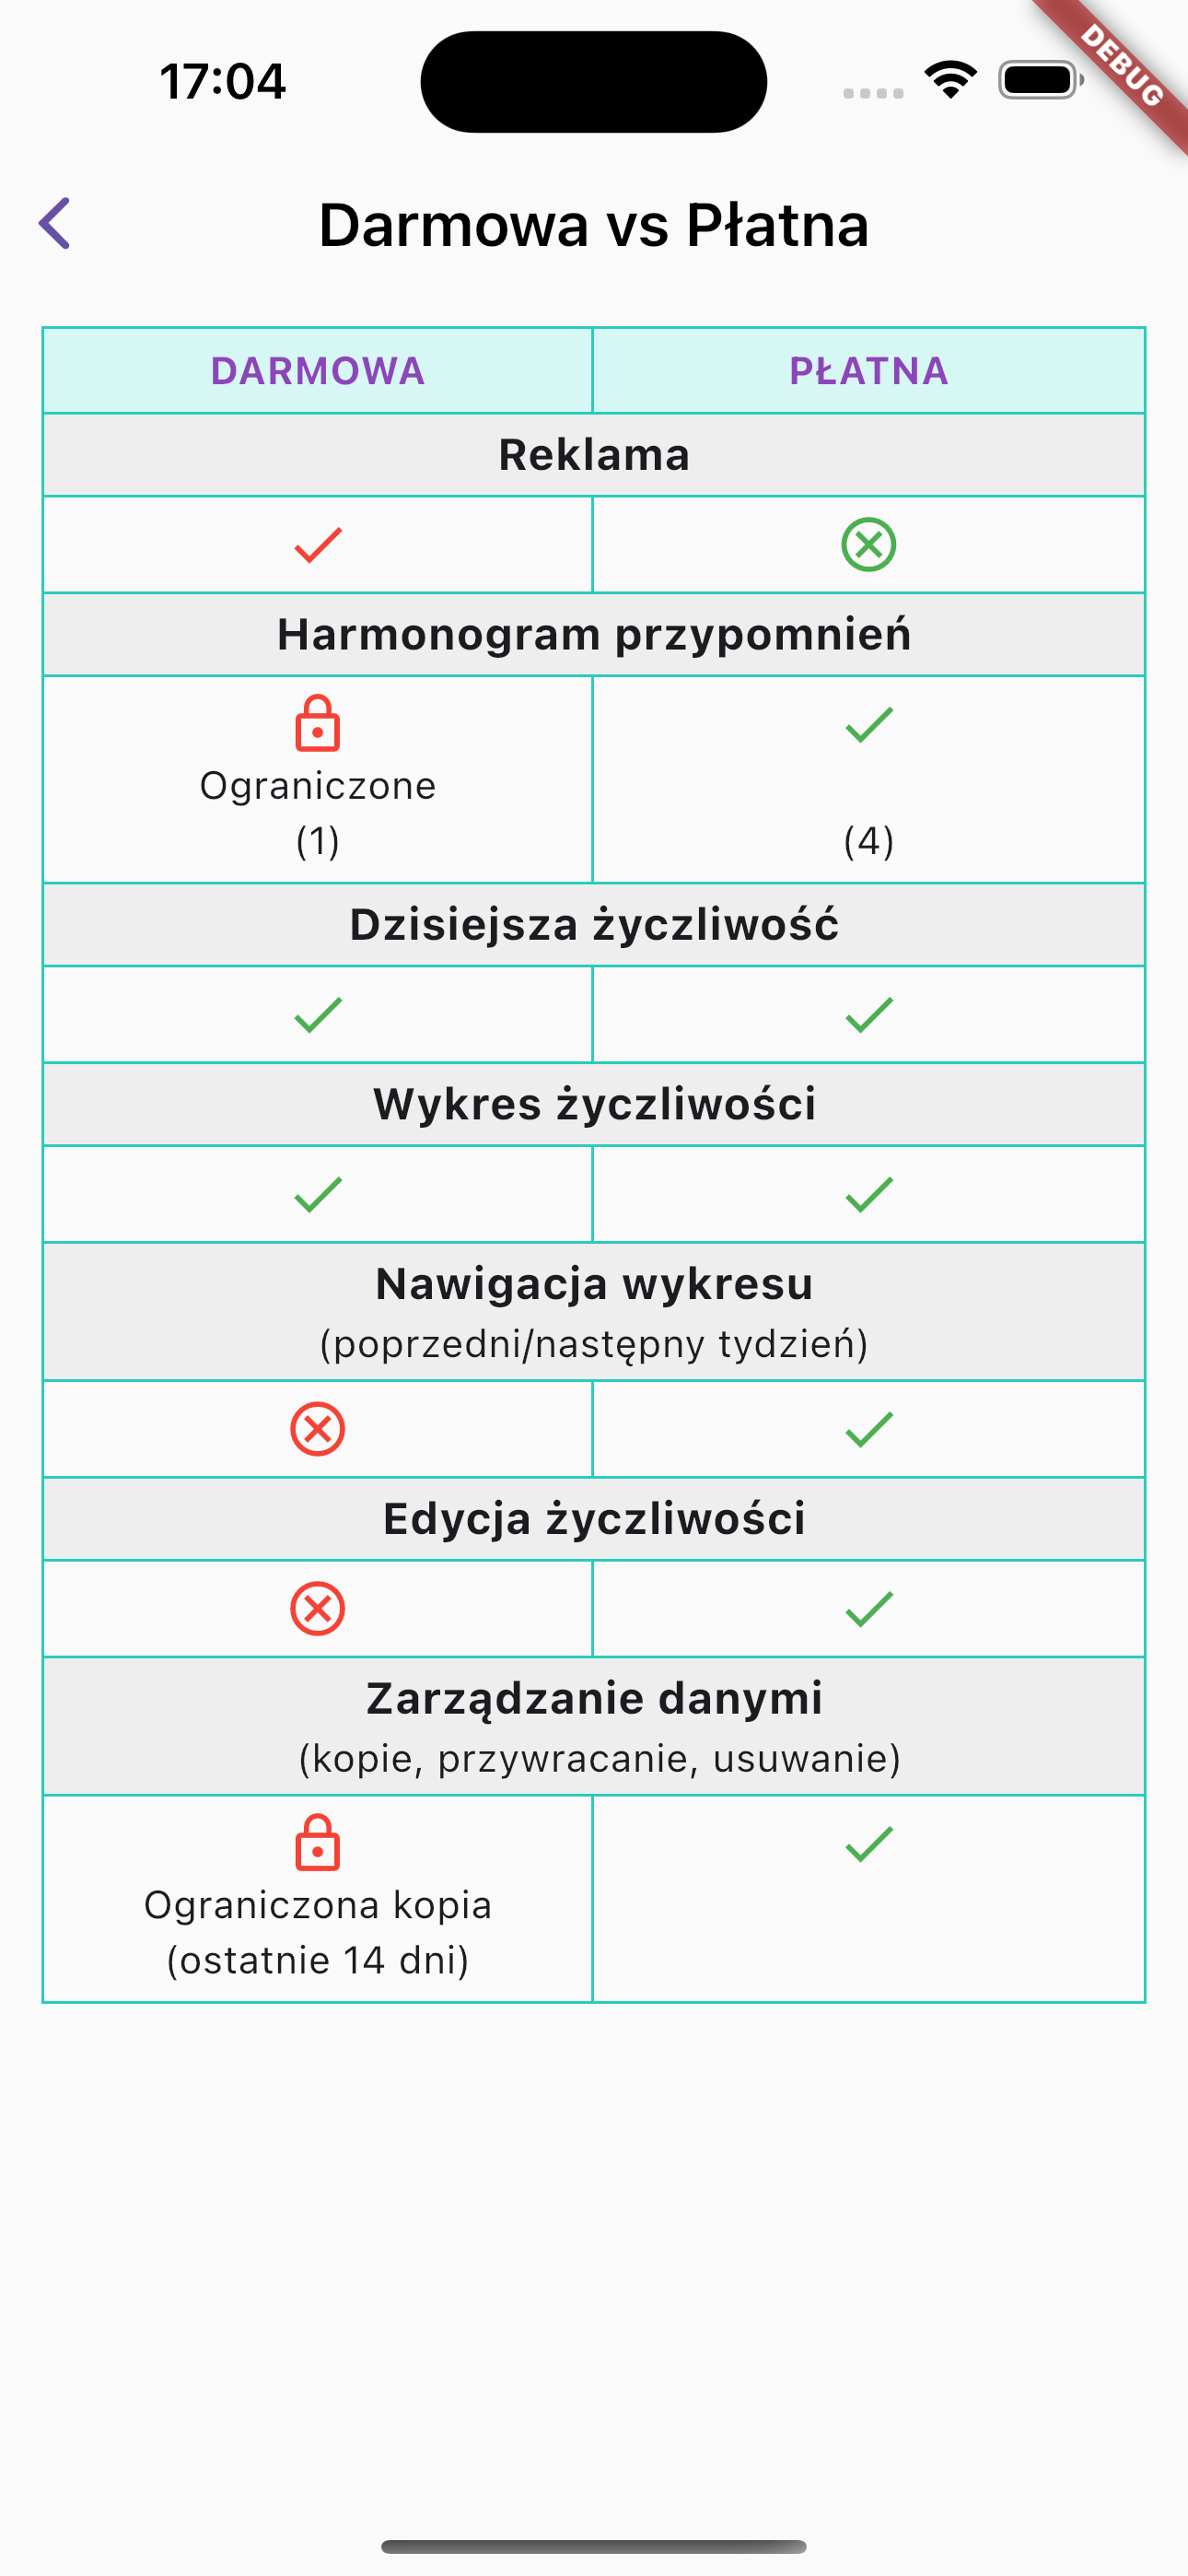 17:04
DEBUG
Darmowa vs Płatna
DARMOWA
PŁATNA
Reklama
Harmonogram przypomnień
Ograniczone
(1)
(4)
Dzisiejsza życzliwość
Wykres życzliwości
Nawigacja wykresu
(poprzedni/następny tydzień)
Edycja życzliwości
Zarządzanie danymi
(kopie, przywracanie, usuwanie)
Ograniczona kopia
(ostatnie 14 dni)